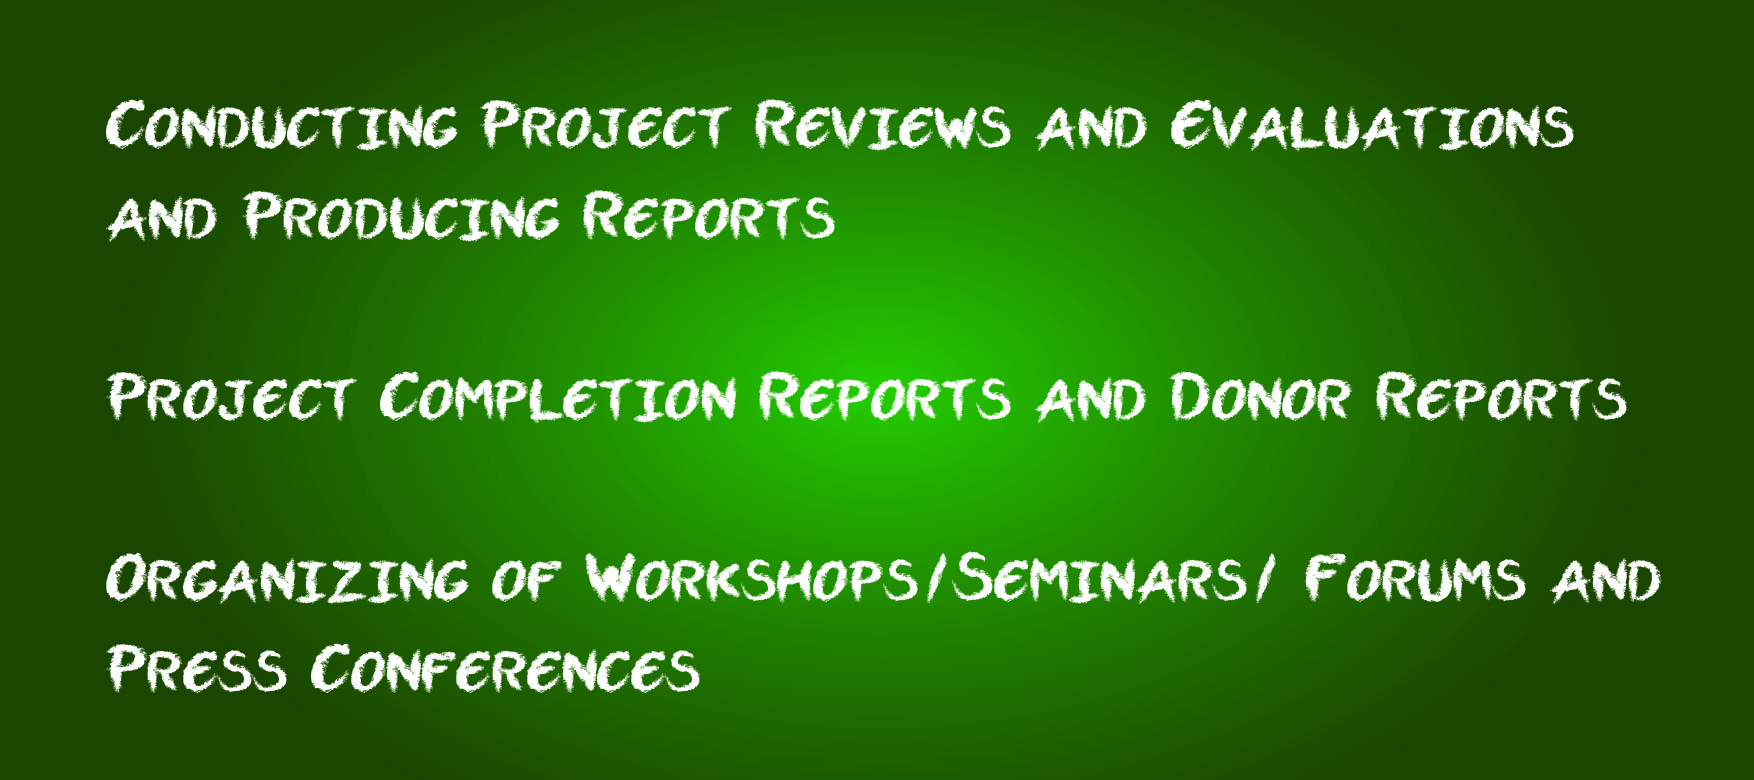 Conducting Project Reviews and Evaluations
and Producing Reports
Project Completion Reports and Donor Reports
Organizing of Workshops/Seminars/ Forums and
Press Conferences